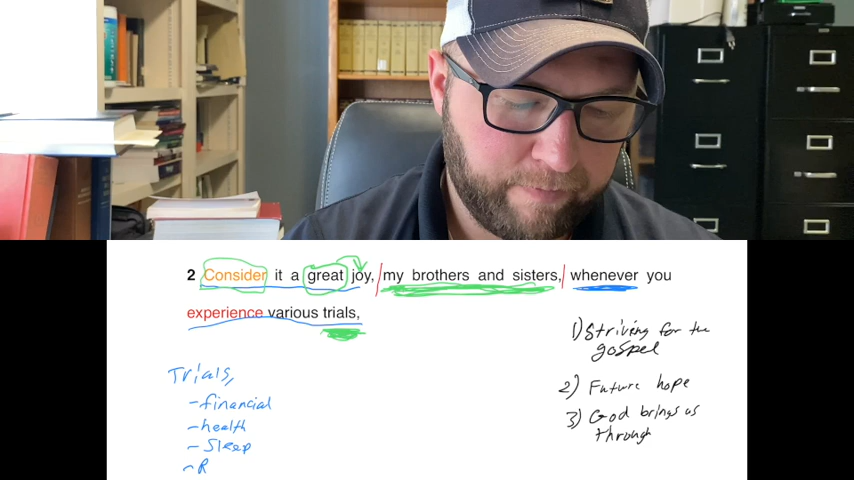 2 Consider it a great joy, my brothers and sisters, whenever you
experience various trials,
1) Striving for the
gospel
2) Future hope
3) God brings us
through
Trials,
- financial
- health
- Sleep
- R